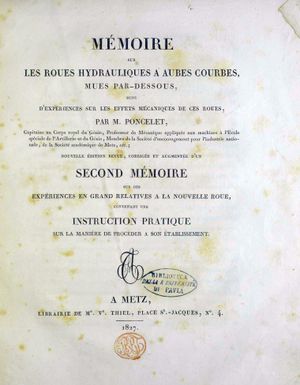 MÉMOIRE
SUR
LES ROUES HYDRAULIQUES A AUBES COURBES,
MUES PAR-DESSOUS,
SUIVI
D'EXPÉRIENCES SUR LES EFFETS MÉCANIQUES DE CES ROUES,
PAR M. PONCELET,
Capitaine au Corps royal du Génie, Professeur de Mécanique appliquée aux machines à l'École
spéciale de l'Artillerie et du Génie, Membre de la Société d'encouragement pour l'industrie natio-
nale, de la Société académique de Metz, etc;
NOUVELLE ÉDITION REVUE, CORRIGÉE ET AUGMENTÉE D'UN
SECOND MÉMOIRE
SUR DES
EXPÉRIENCES EN GRAND RELATIVES A LA NOUVELLE ROUE,
CONTENANT UNE
INSTRUCTION PRATIQUE
SUR LA MANIÈRE DE PROCÉDER A SON ÉTABLISSEMENT.
BIBLIOTECA
DELLA R. UNIVERSITÀ
DI PAVIA
A METZ,
LIBRAIRIE DE Me. Ve. THIEL, PLACE St.-JACQUES, No. 4.
1827.